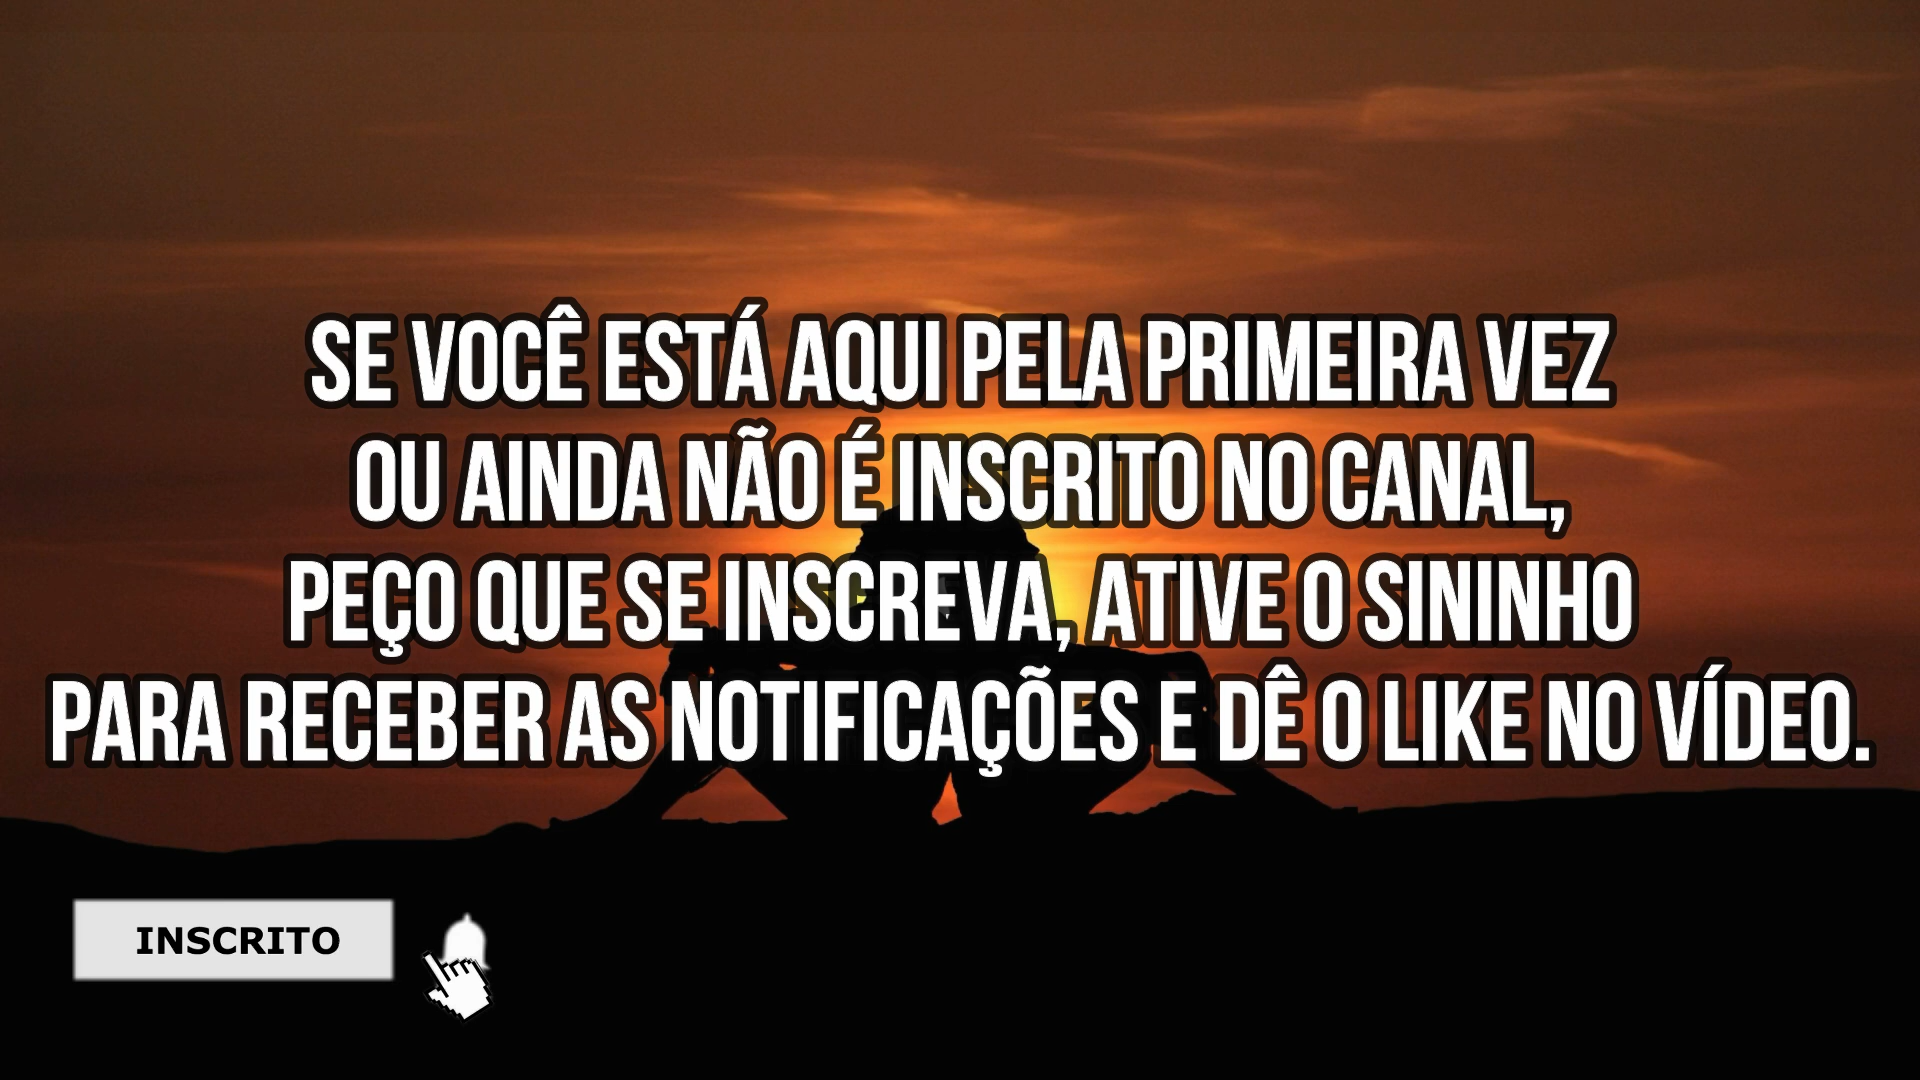 SE VOCÊ ESTÁ AQUI PELA PRIMEIRA VEZ
OU AINDA NÃO É INSCRITO NO CANAL,
PEÇO QUE SE INSCREVA, ATIVE O SININHO
PARA RECEBER AS NOTIFICAÇÕES E DÊ O LIKE NO VÍDEO.
INSCRITO